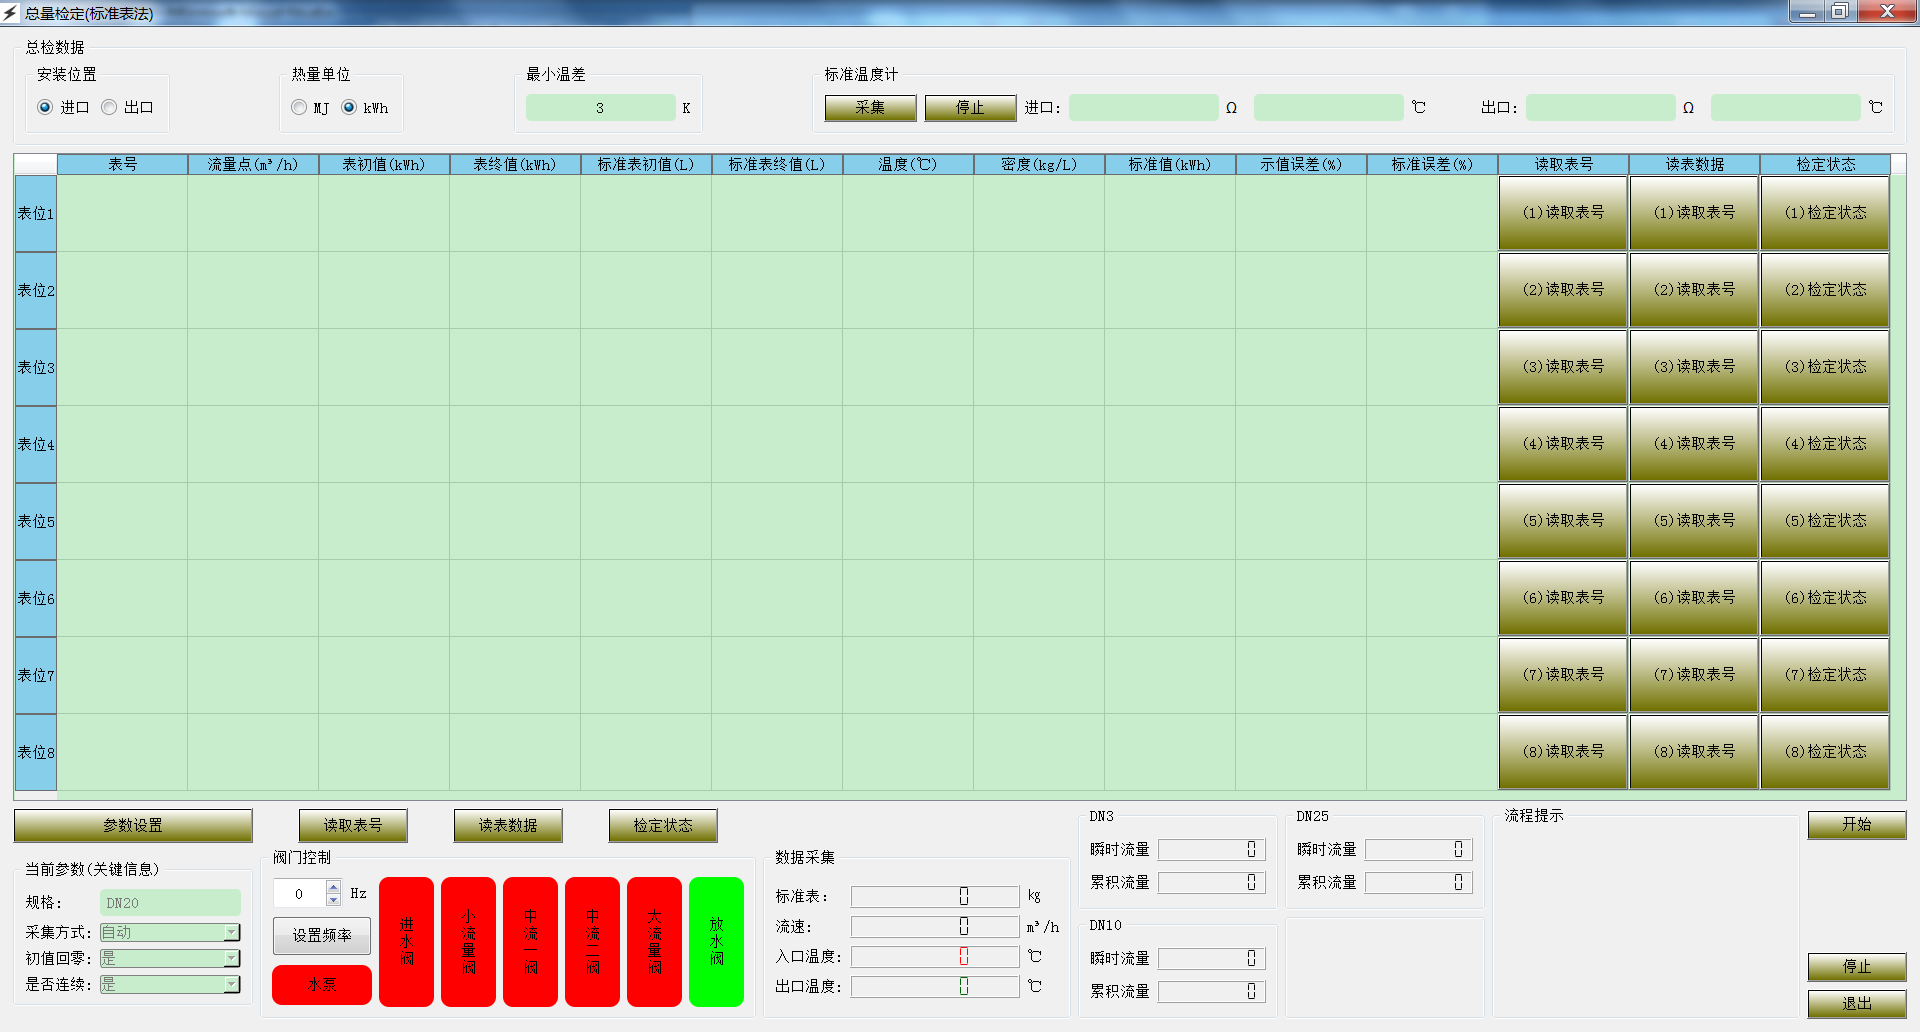 总量检定(标准表法)
总检数据
安装位置 热量单位 最小温差 标准温度计
进口 出口 MJ kWh 3 K 采集 停止 进口: Ω ℃ 出口: Ω ℃
表号 流量点(m³/h) 表初值(kWh) 表终值(kWh) 标准表初值(L) 标准表终值(L) 温度(℃) 密度(kg/L) 标准值(kWh) 示值误差(%) 标准误差(%) 读取表号 读表数据 检定状态
表位1 (1)读取表号 (1)读取表号 (1)检定状态
表位2 (2)读取表号 (2)读取表号 (2)检定状态
表位3 (3)读取表号 (3)读取表号 (3)检定状态
表位4 (4)读取表号 (4)读取表号 (4)检定状态
表位5 (5)读取表号 (5)读取表号 (5)检定状态
表位6 (6)读取表号 (6)读取表号 (6)检定状态
表位7 (7)读取表号 (7)读取表号 (7)检定状态
表位8 (8)读取表号 (8)读取表号 (8)检定状态
参数设置 读取表号 读表数据 检定状态
当前参数(关键信息)
规格: DN20
采集方式: 自动
初值回零: 是
是否连续: 是
阀门控制
0 Hz
设置频率
水泵
进水阀
小流量阀
中流一阀
中流二阀
大流量阀
放水阀
数据采集
标准表: 0 kg
流速: 0 m³/h
入口温度: 0 ℃
出口温度: 0 ℃
DN3
瞬时流量 0
累积流量 0
DN10
瞬时流量 0
累积流量 0
DN25
瞬时流量 0
累积流量 0
流程提示
开始
停止
退出